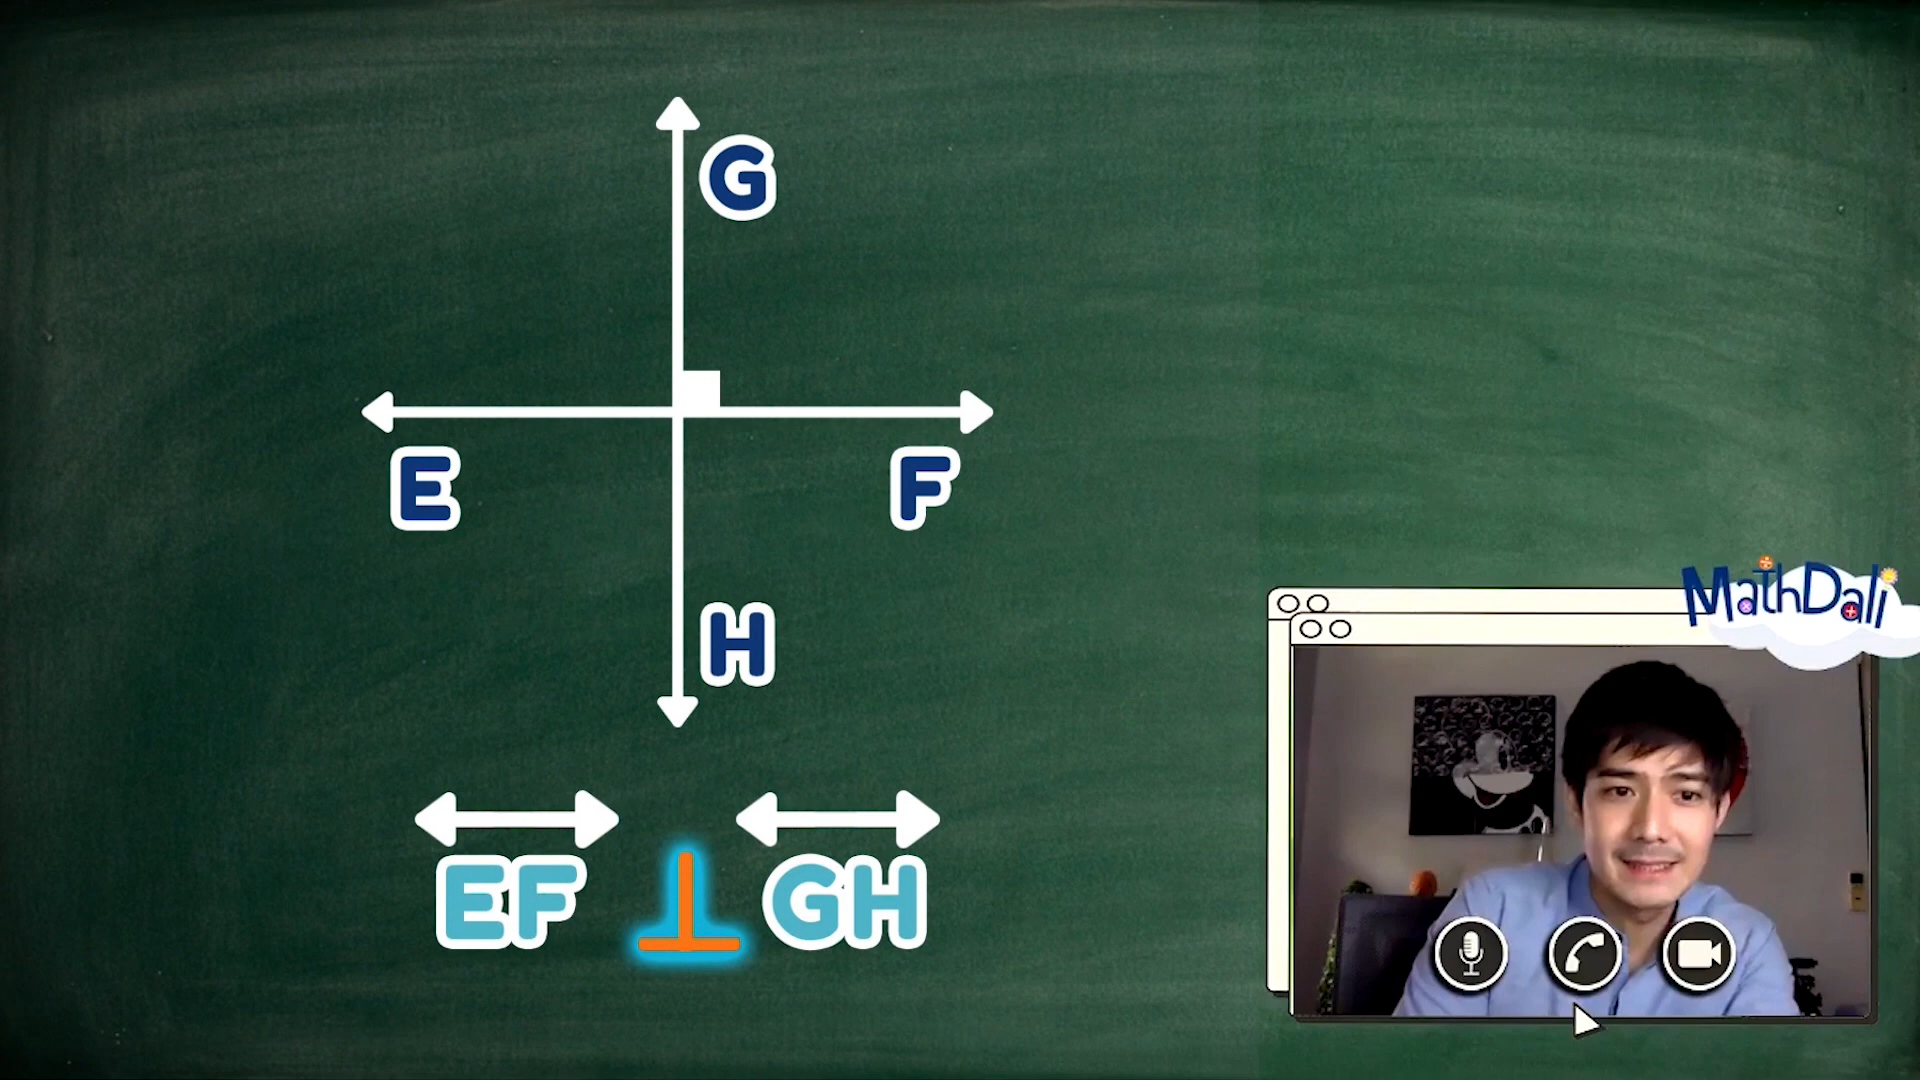 G
E F
H
EF ⊥ GH
MathDali